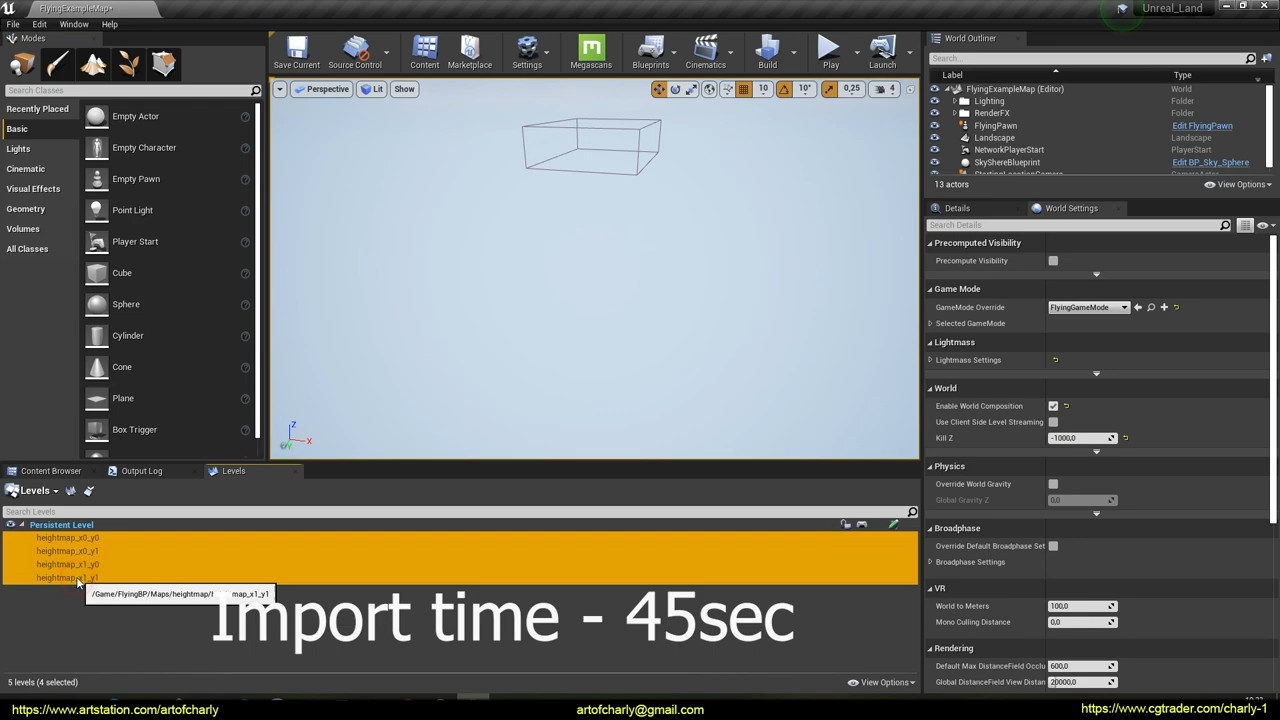 FlyingExampleMap*
Unreal_Land
File Edit Window Help
Modes
Search Classes
Recently Placed
Basic
Lights
Cinematic
Visual Effects
Geometry
Volumes
All Classes
Empty Actor
Empty Character
Empty Pawn
Point Light
Player Start
Cube
Sphere
Cylinder
Cone
Plane
Box Trigger
Save Current
Source Control
Content
Marketplace
Settings
Megascans
Blueprints
Cinematics
Build
Play
Launch
Perspective
Lit
Show
10
10°
0,25
4
Z
X
World Outliner
Search...
Label Type
FlyingExampleMap (Editor) World
Lighting Folder
RenderFX Folder
FlyingPawn Edit FlyingPawn
Landscape Landscape
NetworkPlayerStart PlayerStart
SkyShereBlueprint Edit BP_Sky_Sphere
13 actors
View Options
Details
World Settings
Search Details
Precomputed Visibility
Precompute Visibility
Game Mode
GameMode Override FlyingGameMode
Selected GameMode
Lightmass
Lightmass Settings
World
Enable World Composition
Use Client Side Level Streaming
Kill Z -1000,0
Physics
Override World Gravity
Global Gravity Z 0,0
Broadphase
Override Default Broadphase Set
Broadphase Settings
VR
World to Meters 100,0
Mono Culling Distance 0,0
Rendering
Default Max DistanceField Occlu 600,0
Global DistanceField View Distan 20000,0
Content Browser
Output Log
Levels
Levels
Search Levels
Persistent Level
heightmap_x0_y0
heightmap_x0_y1
heightmap_x1_y0
heightmap_x1_y1
/Game/FlyingBP/Maps/heightmap/h map_x1_y1
Import time - 45sec
5 levels (4 selected)
View Options
https://www.artstation.com/artofcharly
artofcharly@gmail.com
https://www.cgtrader.com/charly-1